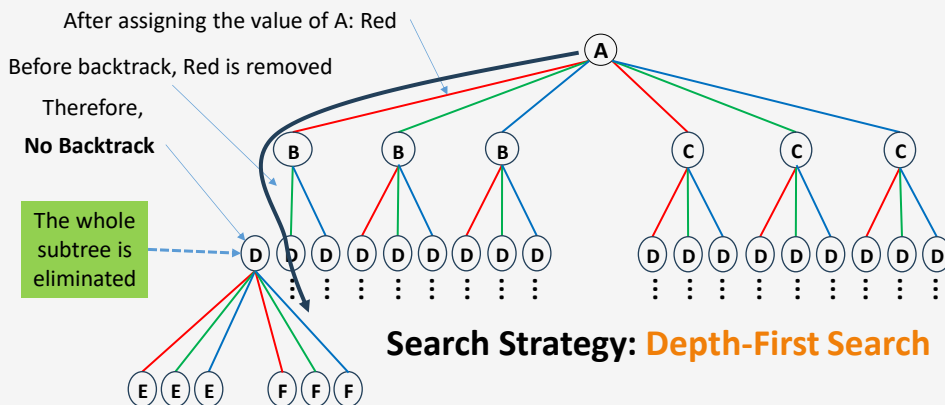 After assigning the value of A: Red
A
Before backtrack, Red is removed
Therefore,
No Backtrack
B B B C C C
The whole
subtree is
eliminated
D D D D D D D D D D D D D D D D D D
Search Strategy: Depth-First Search
E E E F F F